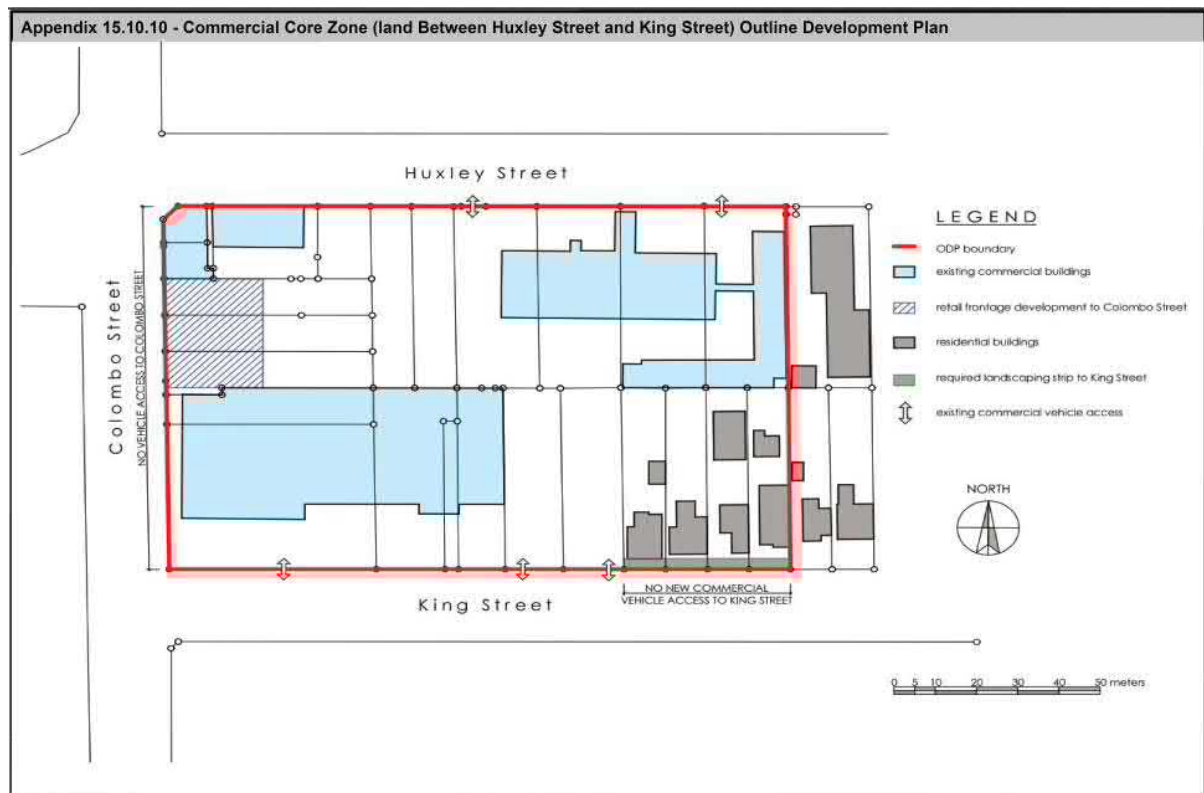 Appendix 15.10.10 - Commercial Core Zone (land Between Huxley Street and King Street) Outline Development Plan
Huxley Street
Colombo Street
NO VEHICLE ACCESS TO COLOMBO STREET
LEGEND
ODP boundary
existing commercial buildings
retail frontage development to Colombo Street
residential buildings
required landscaping strip to King Street
existing commercial vehicle access
NORTH
NO NEW COMMERCIAL
VEHICLE ACCESS TO KING STREET
King Street
0 5 10 20 30 40 50 meters